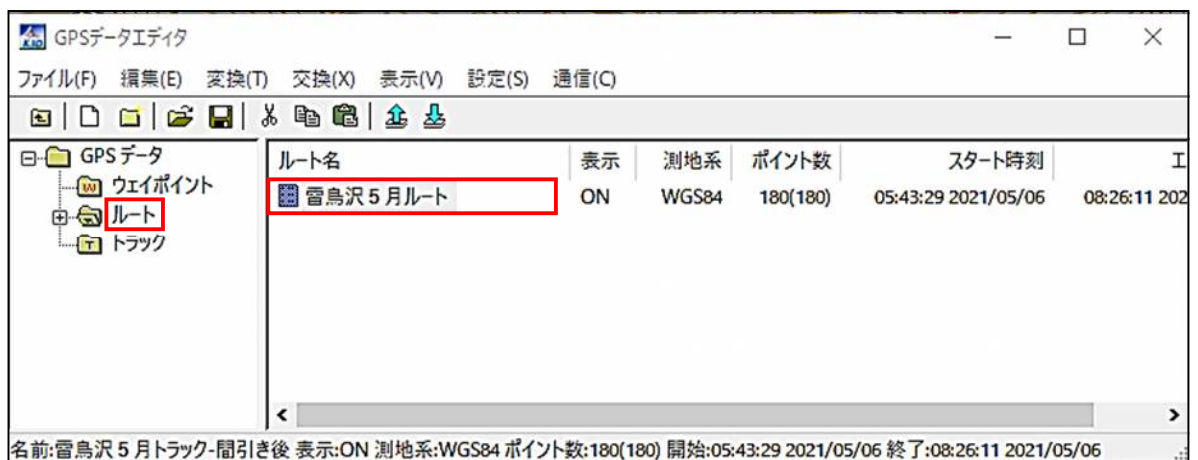 GPSデータエディタ
ファイル(F) 編集(E) 変換(T) 交換(X) 表示(V) 設定(S) 通信(C)
GPS データ
ウェイポイント
ルート
トラック
ルート名 表示 測地系 ポイント数 スタート時刻 エ
雷鳥沢5月ルート ON WGS84 180(180) 05:43:29 2021/05/06 08:26:11 202
名前:雷鳥沢5月トラック-間引き後 表示:ON 測地系:WGS84 ポイント数:180(180) 開始:05:43:29 2021/05/06 終了:08:26:11 2021/05/06